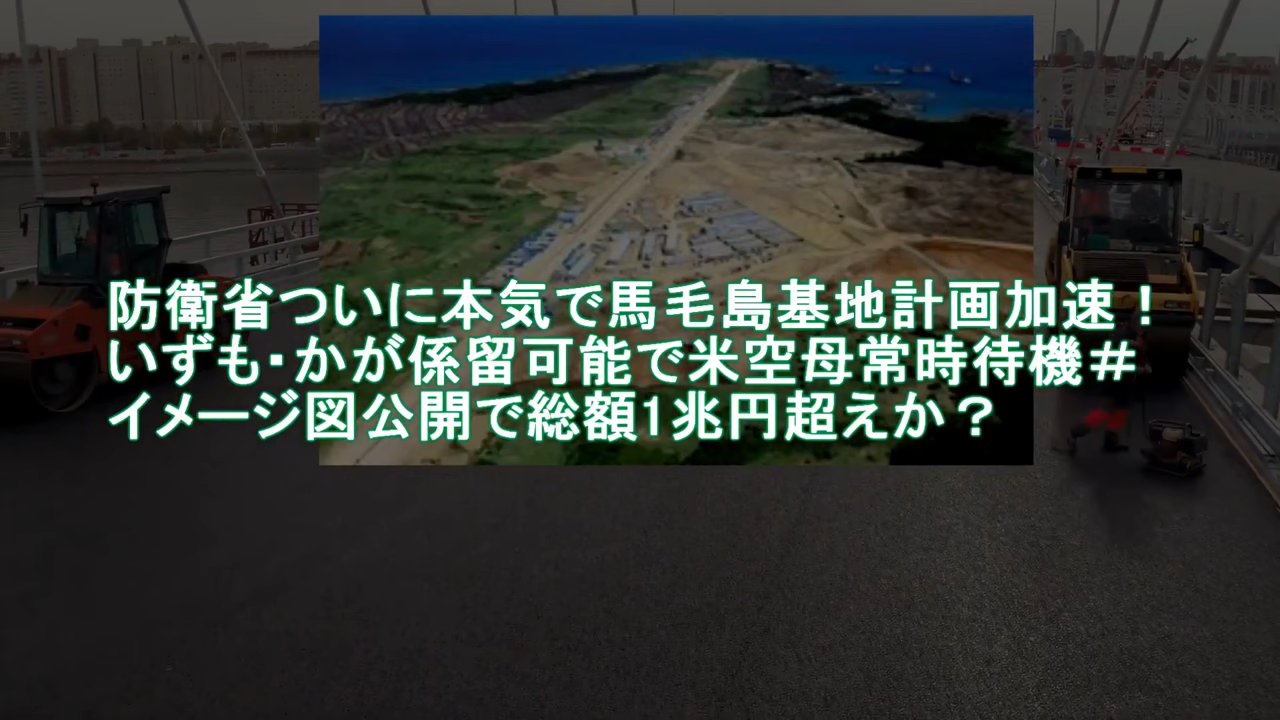 防衛省ついに本気で馬毛島基地計画加速！
いずも・かが係留可能で米空母常時待機＃
イメージ図公開で総額1兆円超えか？